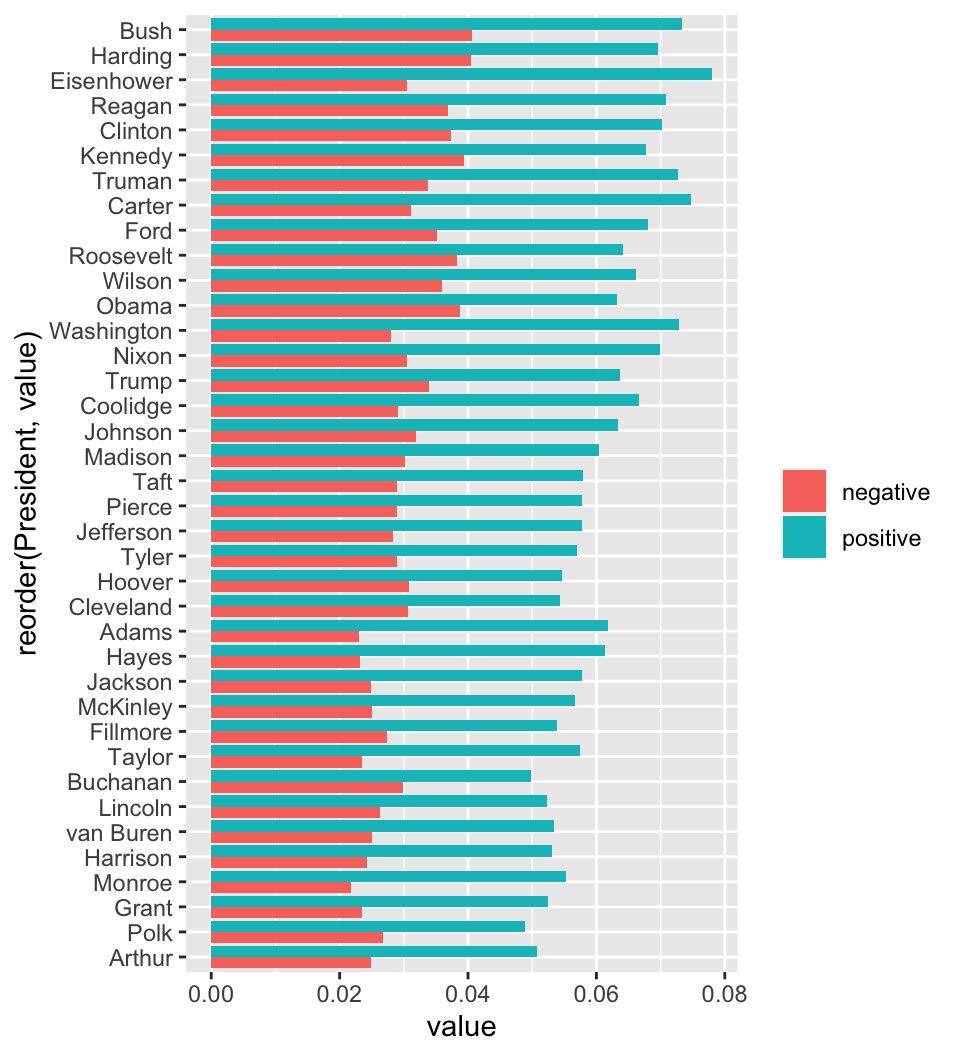 Bush
Harding
Eisenhower
Reagan
Clinton
Kennedy
Truman
Carter
Ford
Roosevelt
Wilson
Obama
Washington
Nixon
Trump
Coolidge
Johnson
Madison
Taft
Pierce
Jefferson
Tyler
Hoover
Cleveland
Adams
Hayes
Jackson
McKinley
Fillmore
Taylor
Buchanan
Lincoln
van Buren
Harrison
Monroe
Grant
Polk
Arthur
reorder(President, value)
0.00 0.02 0.04 0.06 0.08
value
negative
positive